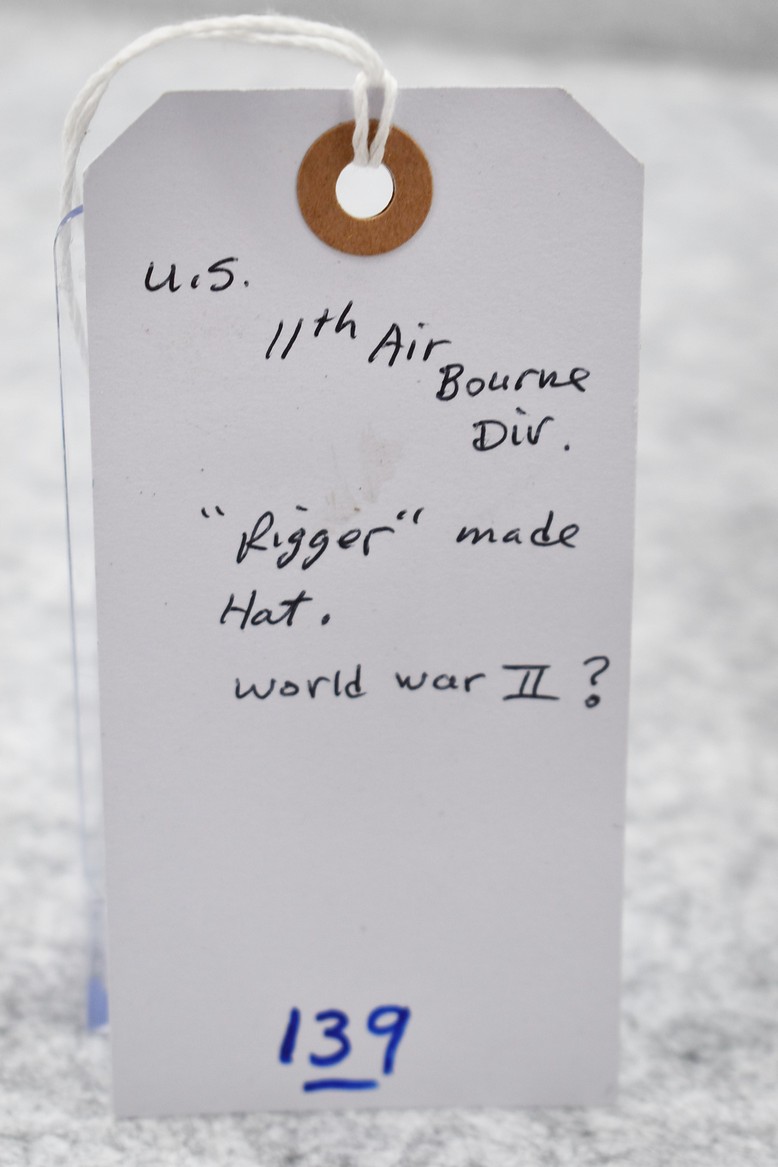 U.S.
11th Air
Bourne
Div.
"Rigger" made
Hat.
world war II ?
139